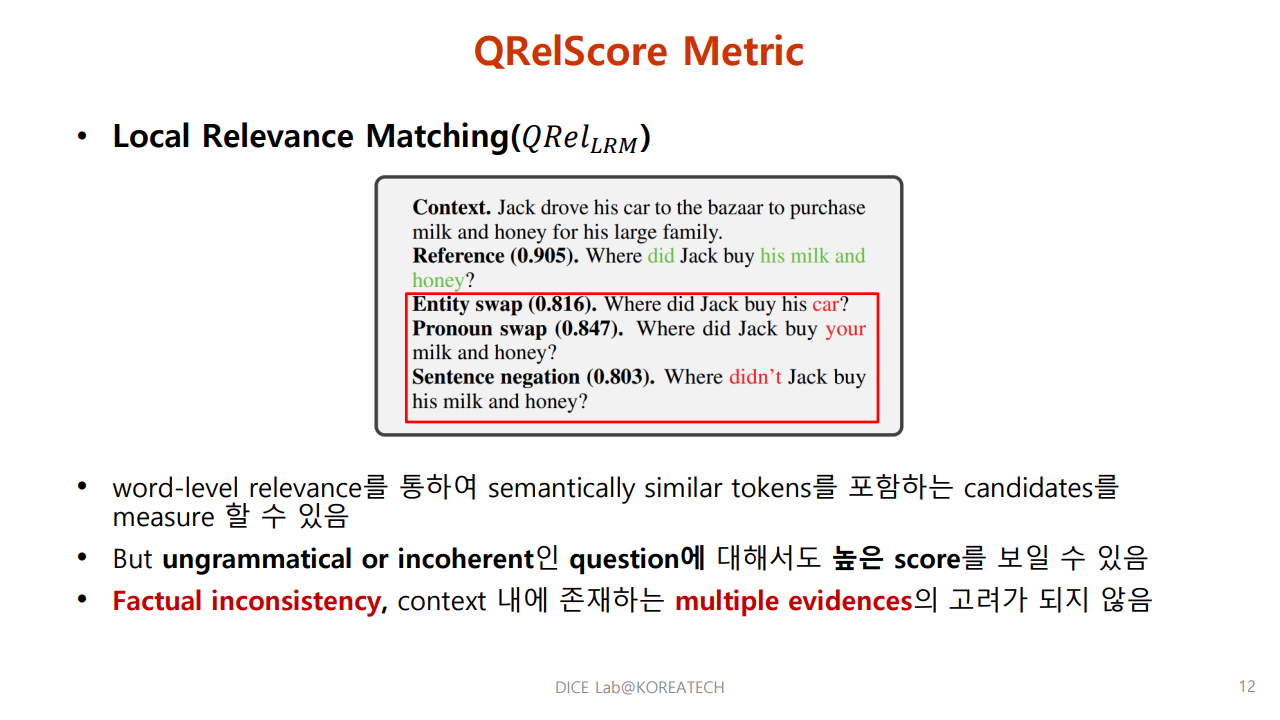 QRelScore Metric
• Local Relevance Matching(𝑄𝑅𝑒𝑙_{𝐿𝑅𝑀})
Context. Jack drove his car to the bazaar to purchase
milk and honey for his large family.
Reference (0.905). Where did Jack buy his milk and
honey?
Entity swap (0.816). Where did Jack buy his car?
Pronoun swap (0.847). Where did Jack buy your
milk and honey?
Sentence negation (0.803). Where didn't Jack buy
his milk and honey?
• word-level relevance를 통하여 semantically similar tokens를 포함하는 candidates를
measure 할 수 있음
• But ungrammatical or incoherent인 question에 대해서도 높은 score를 보일 수 있음
• Factual inconsistency, context 내에 존재하는 multiple evidences의 고려가 되지 않음
DICE Lab@KOREATECH
12